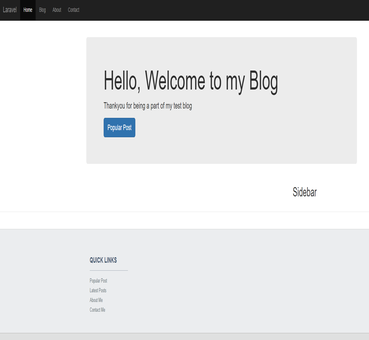 Laravel Home Blog About Contact
Hello, Welcome to my Blog
Thankyou for being a part of my test blog
Popular Post
Sidebar
QUICK LINKS
Popular Post
Latest Posts
About Me
Contact Me